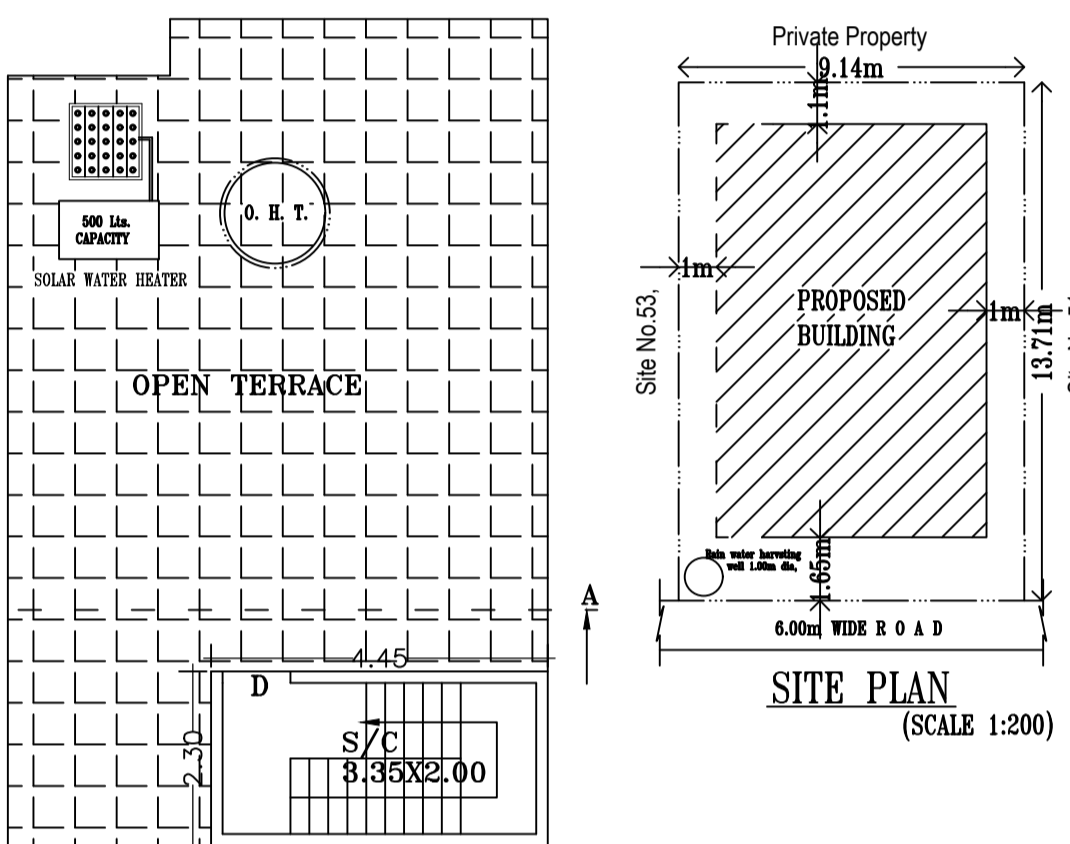 500 Lts.
CAPACITY
SOLAR WATER HEATER
O. H. T.
OPEN TERRACE
A
4.45
D
2.30
S/C
3.35X2.00
Private Property
9.14m
1.1m
1m
Site No.53,
PROPOSED
BUILDING
1m
13.71m
Rain water harvsting
well 1.00m dia,
1.65m
6.00m WIDE R O A D
SITE PLAN
(SCALE 1:200)